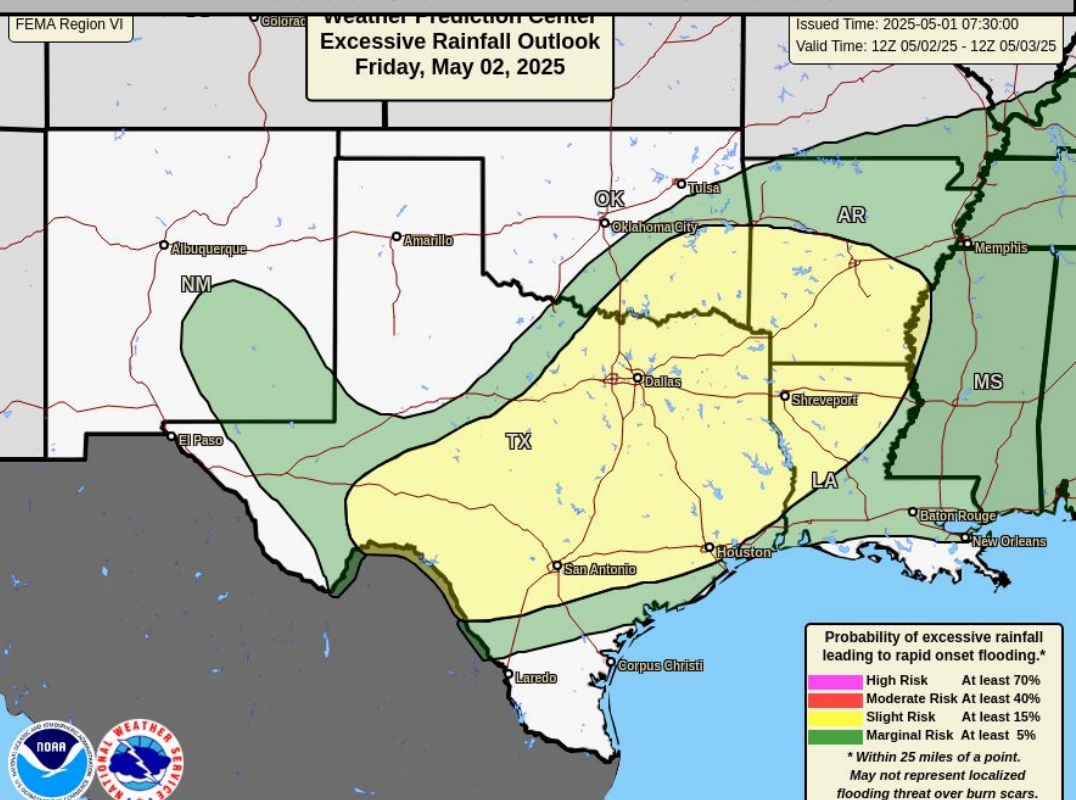 FEMA Region VI
Colorad
Weather Prediction Center
Excessive Rainfall Outlook
Friday, May 02, 2025
Issued Time: 2025-05-01 07:30:00
Valid Time: 12Z 05/02/25 - 12Z 05/03/25
Tulsa
OK
AR
Oklahoma City
Amarillo
Albuquerque
Memphis
NM
Dallas
MS
Shreveport
El Paso
TX
LA
Baton Rouge
New Orleans
Houston
San Antonio
Corpus Christi
Laredo
Probability of excessive rainfall
leading to rapid onset flooding.*
High Risk At least 70%
Moderate Risk At least 40%
Slight Risk At least 15%
Marginal Risk At least 5%
* Within 25 miles of a point.
May not represent localized
flooding threat over burn scars.
NOAA
NATIONAL WEATHER SERVICE